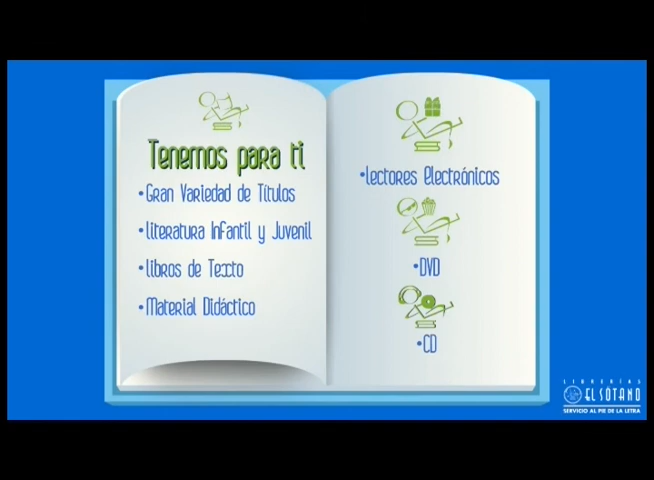 Tenemos para ti
•Gran Variedad de Títulos
•literatura Infantil y Juvenil
•libros de Texto
•Material Didáctico
•lectores Electrónicos
•DVD
•CD
LIBRERIAS
EL SÓTANO
SERVICIO AL PIE DE LA LETRA